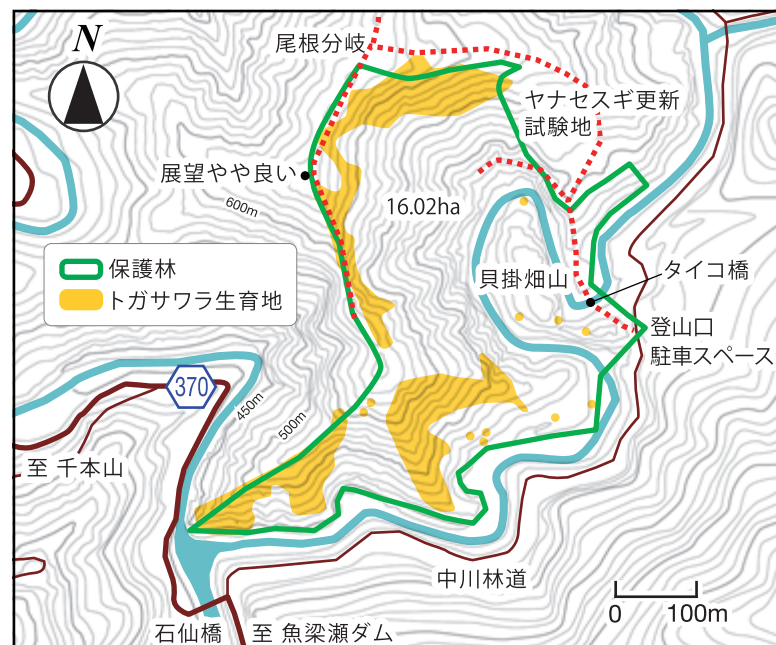 N
尾根分岐
ヤナセスギ更新
試験地
展望やや良い
600m
16.02ha
保護林
トガサワラ生育地
貝掛畑山
タイコ橋
登山口
駐車スペース
370
450m
500m
至 千本山
中川林道
0 100m
石仙橋
至 魚梁瀬ダム